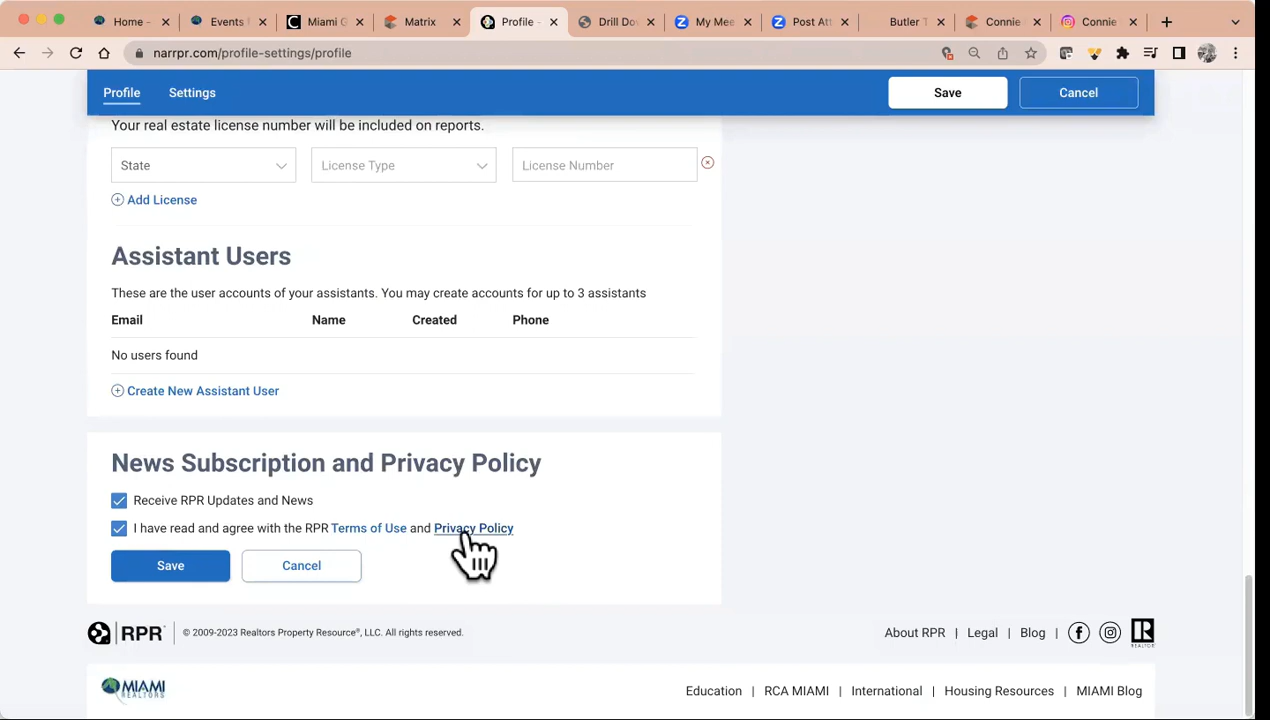 Home -
Events
Miami G
Matrix
Profile -
Drill Do
My Mee
Post Att
Butler T
Connie
Connie
narrpr.com/profile-settings/profile
Profile
Settings
Save
Cancel
Your real estate license number will be included on reports.
State
License Type
License Number
Add License
Assistant Users
These are the user accounts of your assistants. You may create accounts for up to 3 assistants
Email Name Created Phone
No users found
Create New Assistant User
News Subscription and Privacy Policy
Receive RPR Updates and News
I have read and agree with the RPR Terms of Use and Privacy Policy
Save
Cancel
RPR
© 2009-2023 Realtors Property Resource®, LLC. All rights reserved.
About RPR | Legal | Blog |
REALTOR
MIAMI
REALTORS
Education | RCA MIAMI | International | Housing Resources | MIAMI Blog